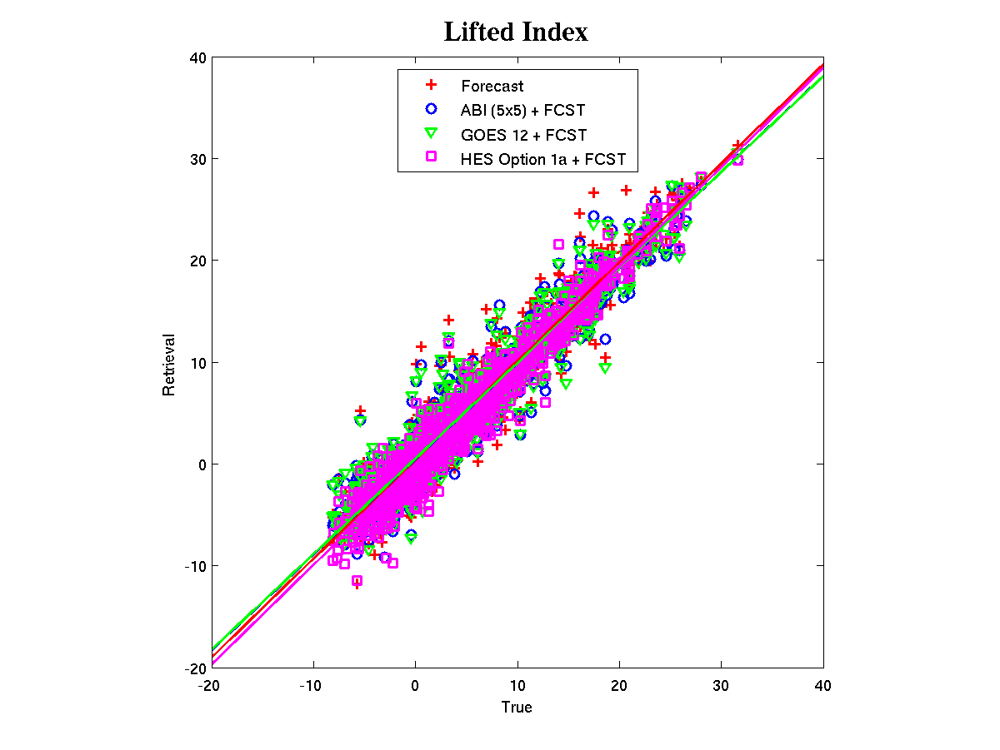 Lifted Index
40
30
20
10
0
-10
-20
Retrieval
Forecast
ABI (5x5) + FCST
GOES 12 + FCST
HES Option 1a + FCST
-20 -10 0 10 20 30 40
True